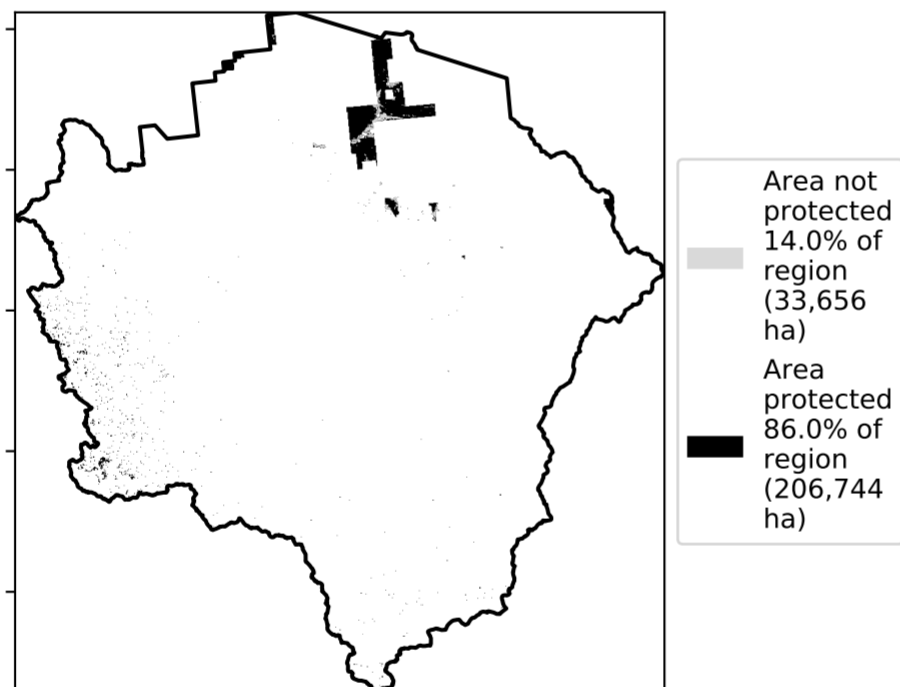 Area not
protected
14.0% of
region
(33,656
ha)
Area
protected
86.0% of
region
(206,744
ha)